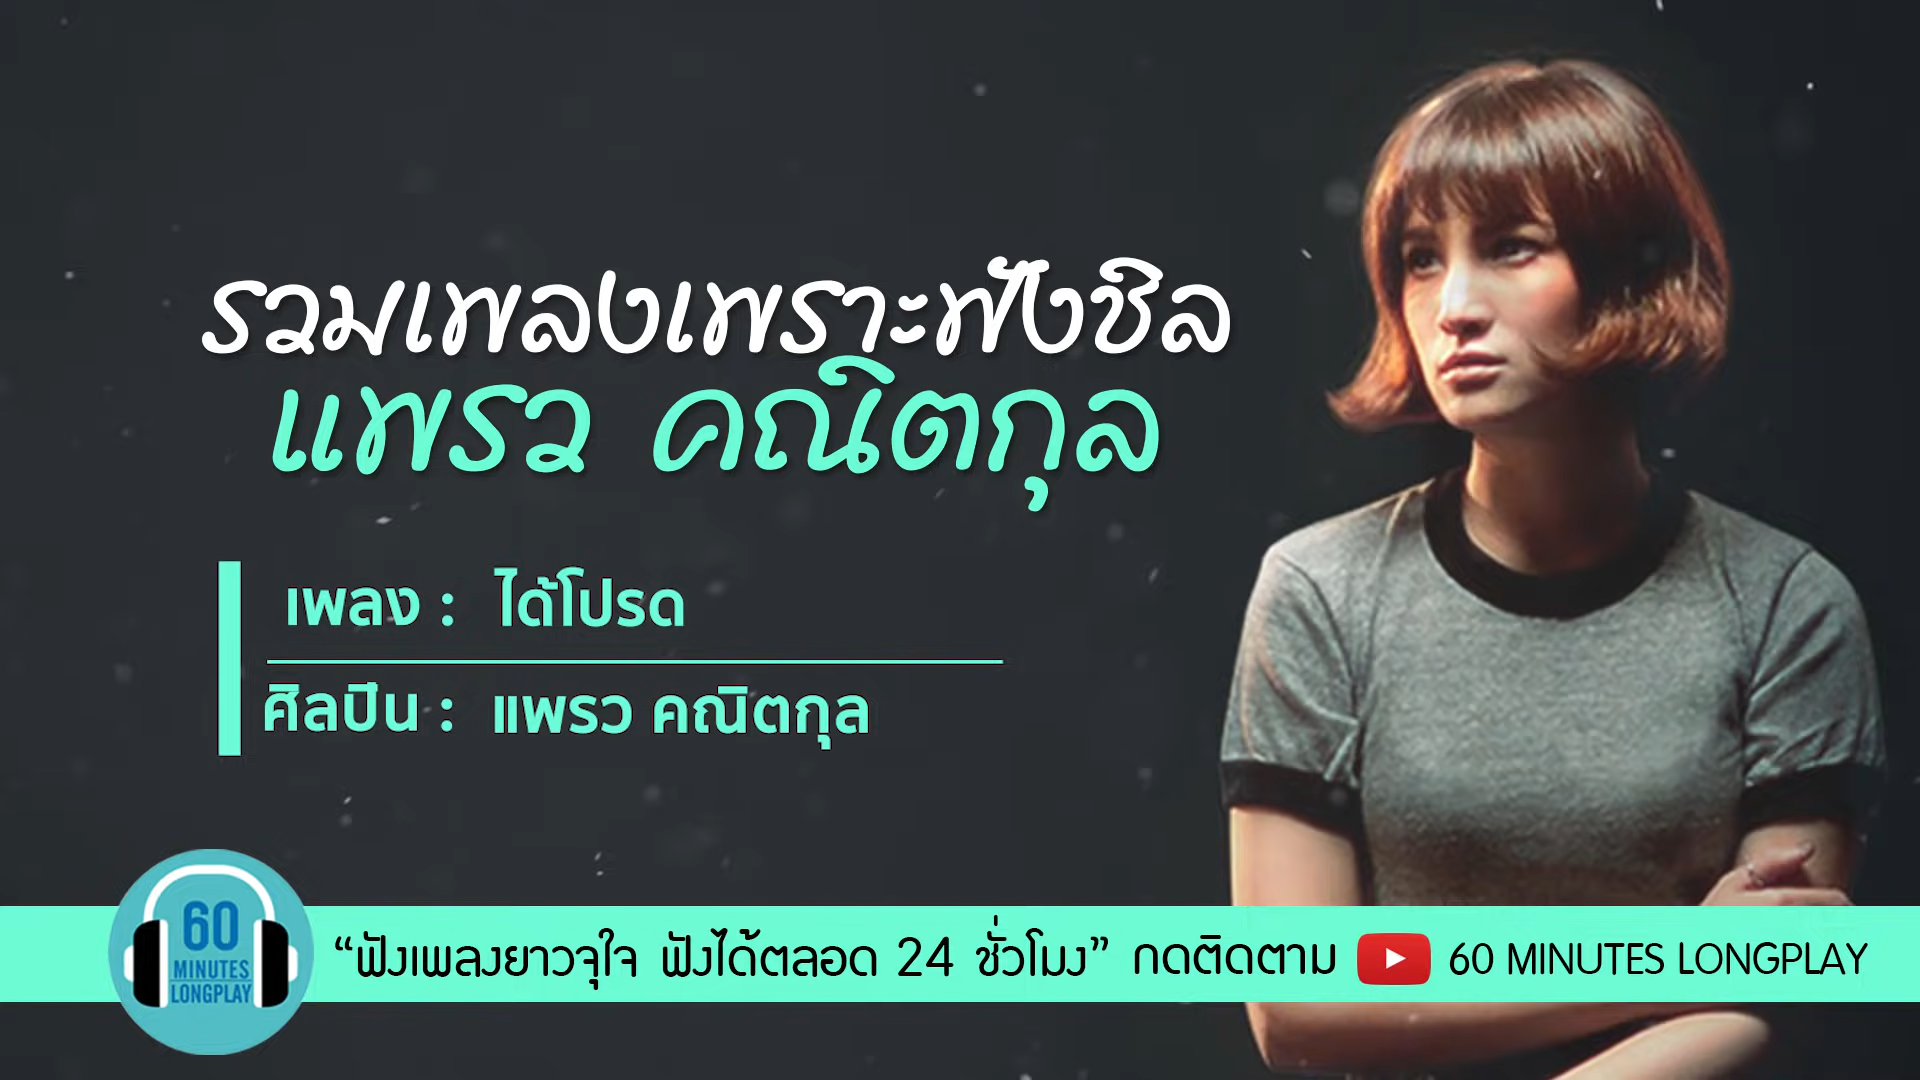 รวมเพลงเพราะฟังชิล
แพรว คณิตกุล
เพลง : ได้โปรด
ศิลปิน : แพรว คณิตกุล
60
MINUTES
LONGPLAY
“ฟังเพลงยาวจุใจ ฟังได้ตลอด 24 ชั่วโมง” กดติดตาม 60 MINUTES LONGPLAY